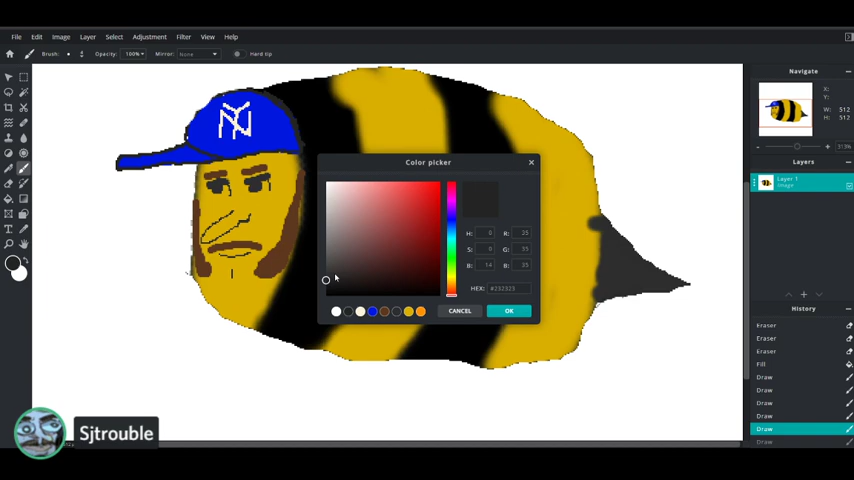 File Edit Image Layer Select Adjustment Filter View Help
Brush: Opacity: 100% Mirror: None Hard tip
Navigate
X:
Y:
W: 512
H: 512
313%
Layers
Layer 1
Image
History
Eraser
Eraser
Eraser
Fill
Draw
Draw
Draw
Draw
Draw
Draw
NY
Color picker
H: 0 R: 35
S: 0 G: 35
B: 14 B: 35
HEX: #232323
CANCEL OK
Sjtrouble